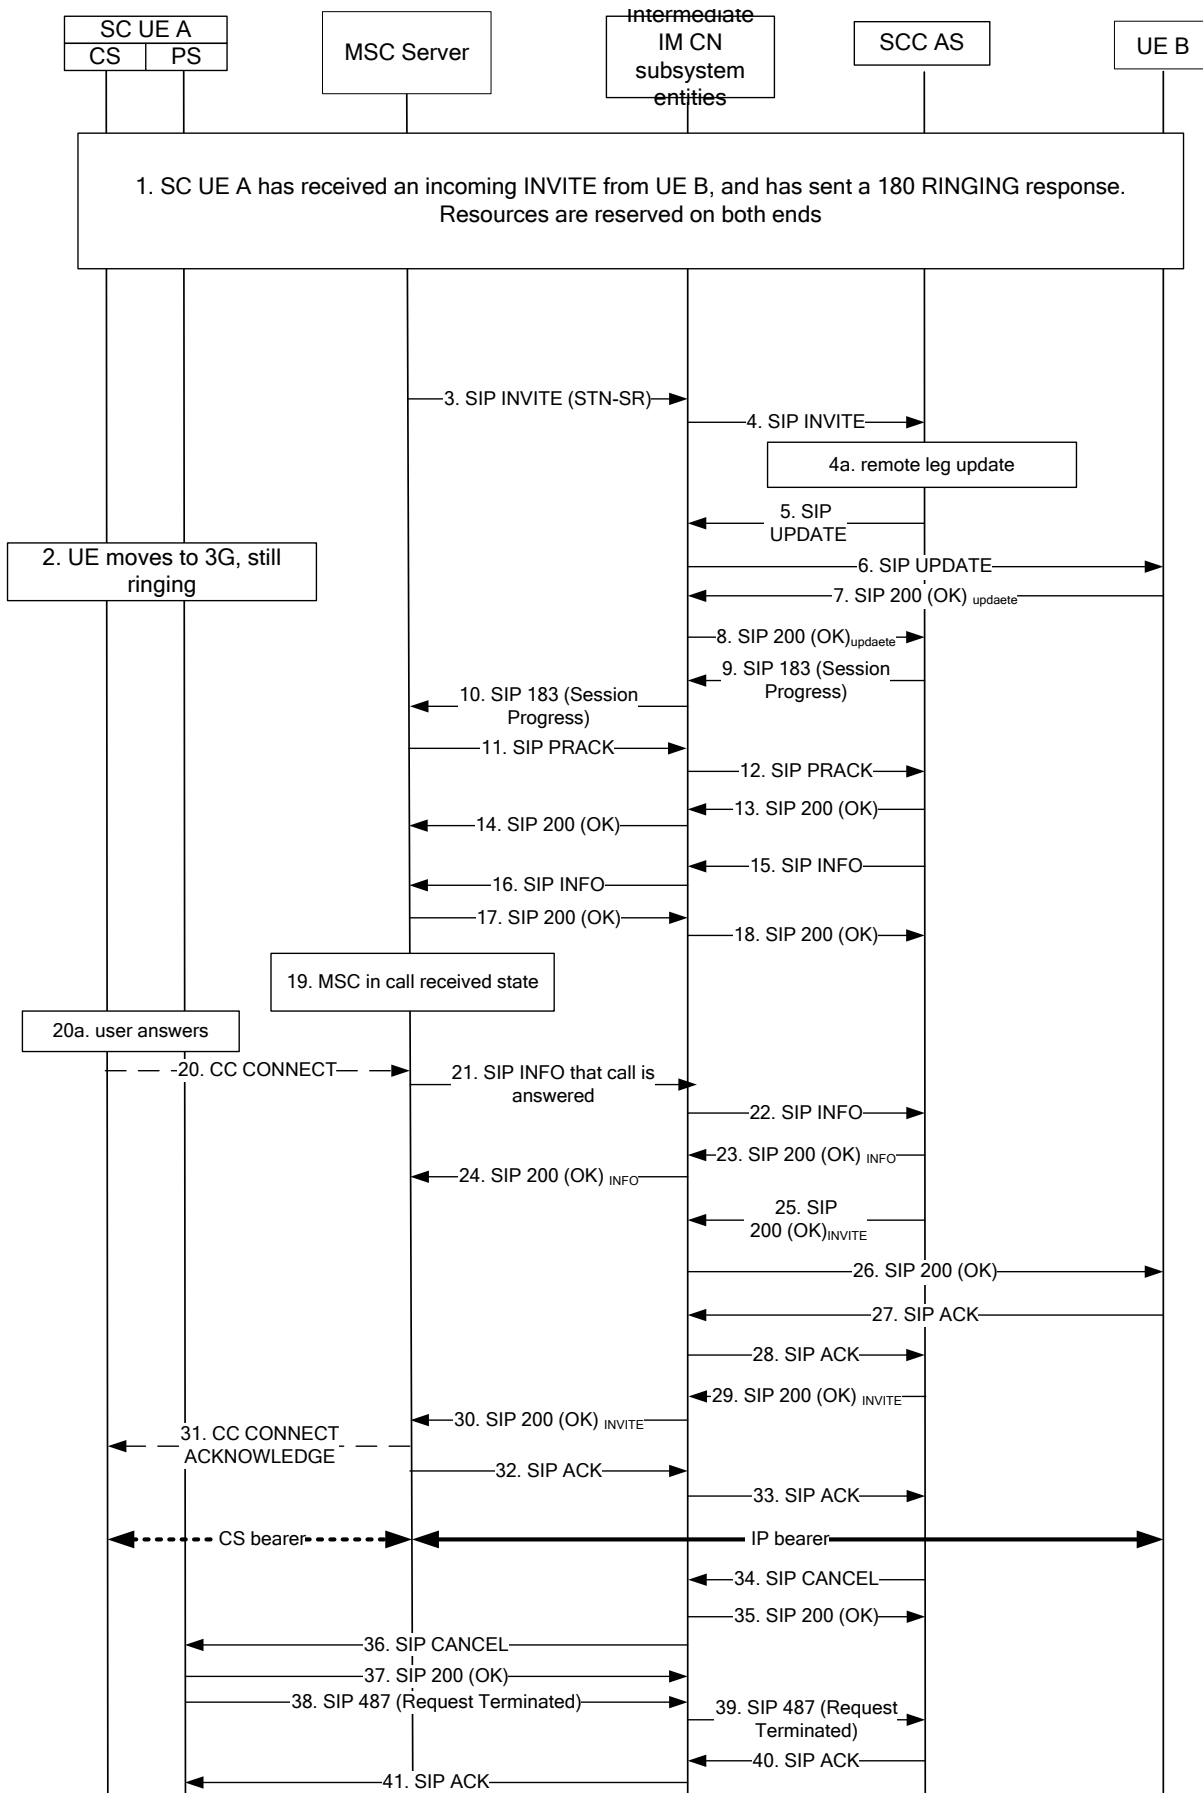 SC UE A
CS PS
MSC Server
Intermediate
IM CN
subsystem
entities
SCC AS
UE B
1. SC UE A has received an incoming INVITE from UE B, and has sent a 180 RINGING response.
Resources are reserved on both ends
3. SIP INVITE (STN-SR)
4. SIP INVITE
4a. remote leg update
5. SIP
UPDATE
2. UE moves to 3G, still
ringing
6. SIP UPDATE
7. SIP 200 (OK) updaete
8. SIP 200 (OK)updaete
9. SIP 183 (Session
Progress)
10. SIP 183 (Session
Progress)
11. SIP PRACK
12. SIP PRACK
13. SIP 200 (OK)
14. SIP 200 (OK)
15. SIP INFO
16. SIP INFO
17. SIP 200 (OK)
18. SIP 200 (OK)
19. MSC in call received state
20a. user answers
20. CC CONNECT
21. SIP INFO that call is
answered
22. SIP INFO
23. SIP 200 (OK) INFO
24. SIP 200 (OK) INFO
25. SIP
200 (OK)INVITE
26. SIP 200 (OK)
27. SIP ACK
28. SIP ACK
29. SIP 200 (OK) INVITE
30. SIP 200 (OK) INVITE
31. CC CONNECT
ACKNOWLEDGE
32. SIP ACK
33. SIP ACK
CS bearer
IP bearer
34. SIP CANCEL
35. SIP 200 (OK)
36. SIP CANCEL
37. SIP 200 (OK)
38. SIP 487 (Request Terminated)
39. SIP 487 (Request
Terminated)
40. SIP ACK
41. SIP ACK